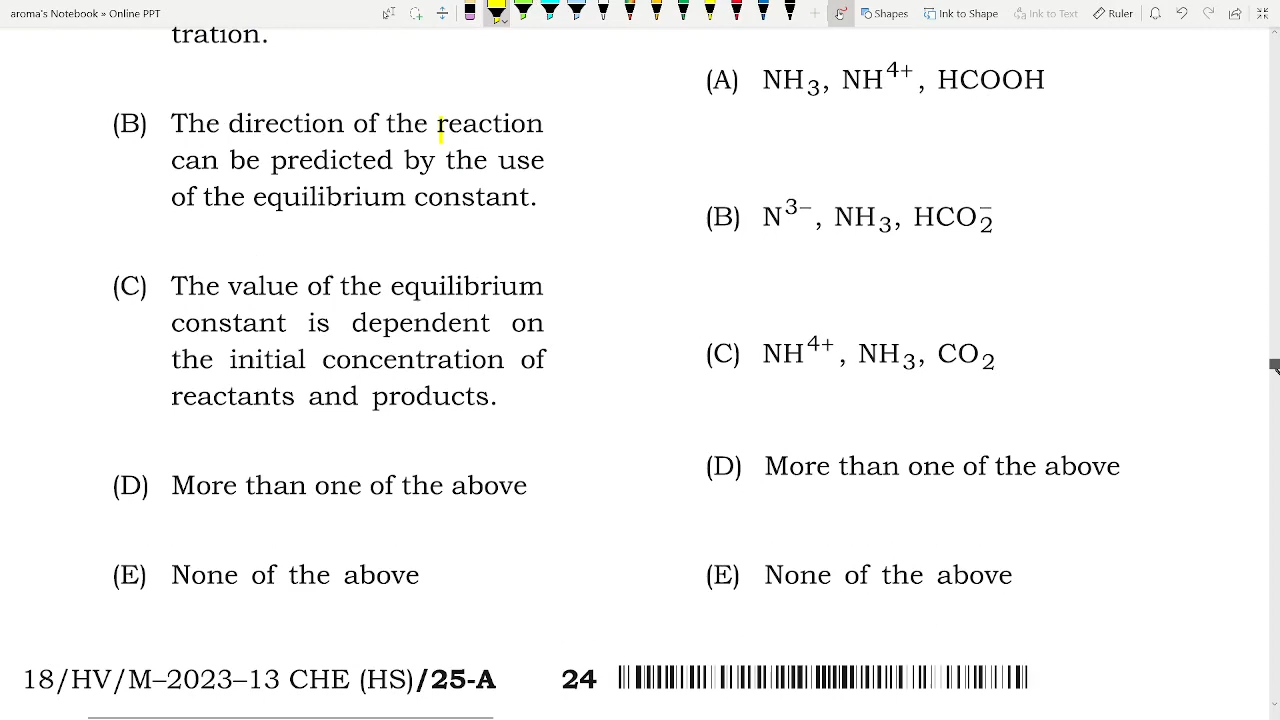 aroma's Notebook » Online PPT
Shapes
Ink to Shape
Ink to Text
Ruler
tration.
(B) The direction of the reaction
can be predicted by the use
of the equilibrium constant.
(C) The value of the equilibrium
constant is dependent on
the initial concentration of
reactants and products.
(D) More than one of the above
(E) None of the above
(A) NH₃, NH⁴⁺, HCOOH
(B) N³⁻, NH₃, HCO₂⁻
(C) NH⁴⁺, NH₃, CO₂
(D) More than one of the above
(E) None of the above
18/HV/M–2023–13 CHE (HS)/25-A 24